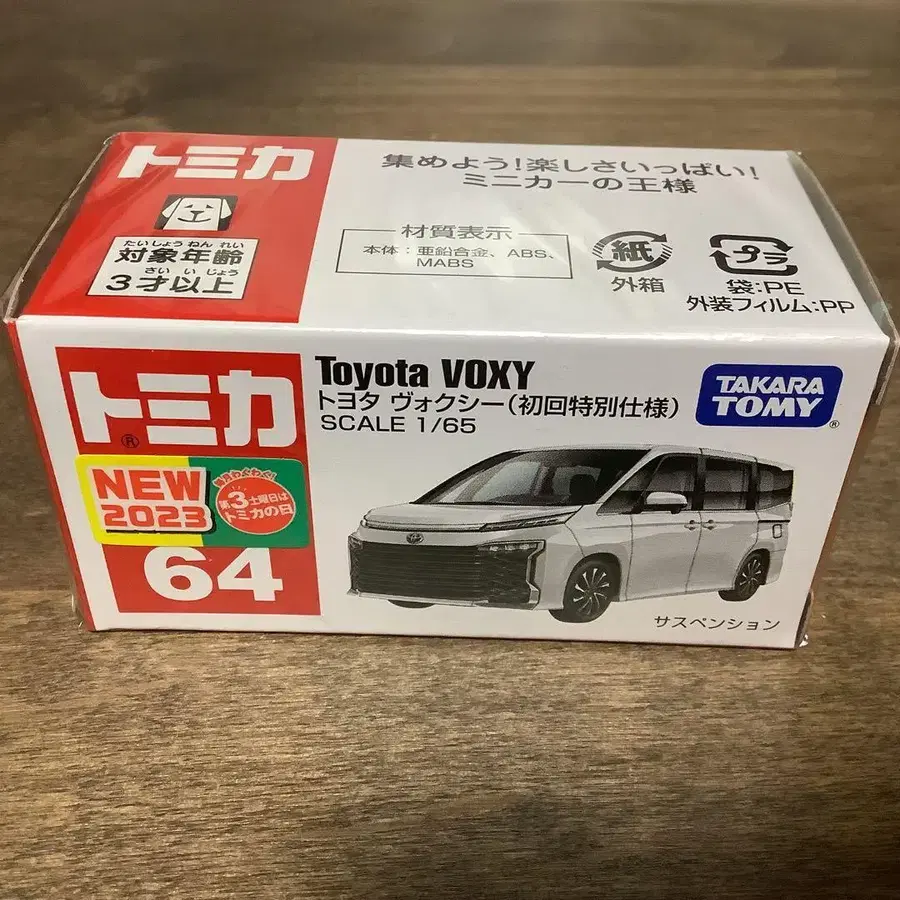 トミカ
集めよう!楽しさいっぱい!
ミニカーの王様
たいしょうねんれい
対象年齢
さいいじょう
3才以上
材質表示
本体:亜鉛合金、ABS、
MABS
紙
外箱
プラ
袋:PE
外装フィルム:PP
トミカ®
Toyota VOXY
トヨタ ヴォクシー(初回特別仕様)
SCALE 1/65
TAKARA
TOMY®
NEW
2023
第3土曜日は
トミカの日
64
サスペンション